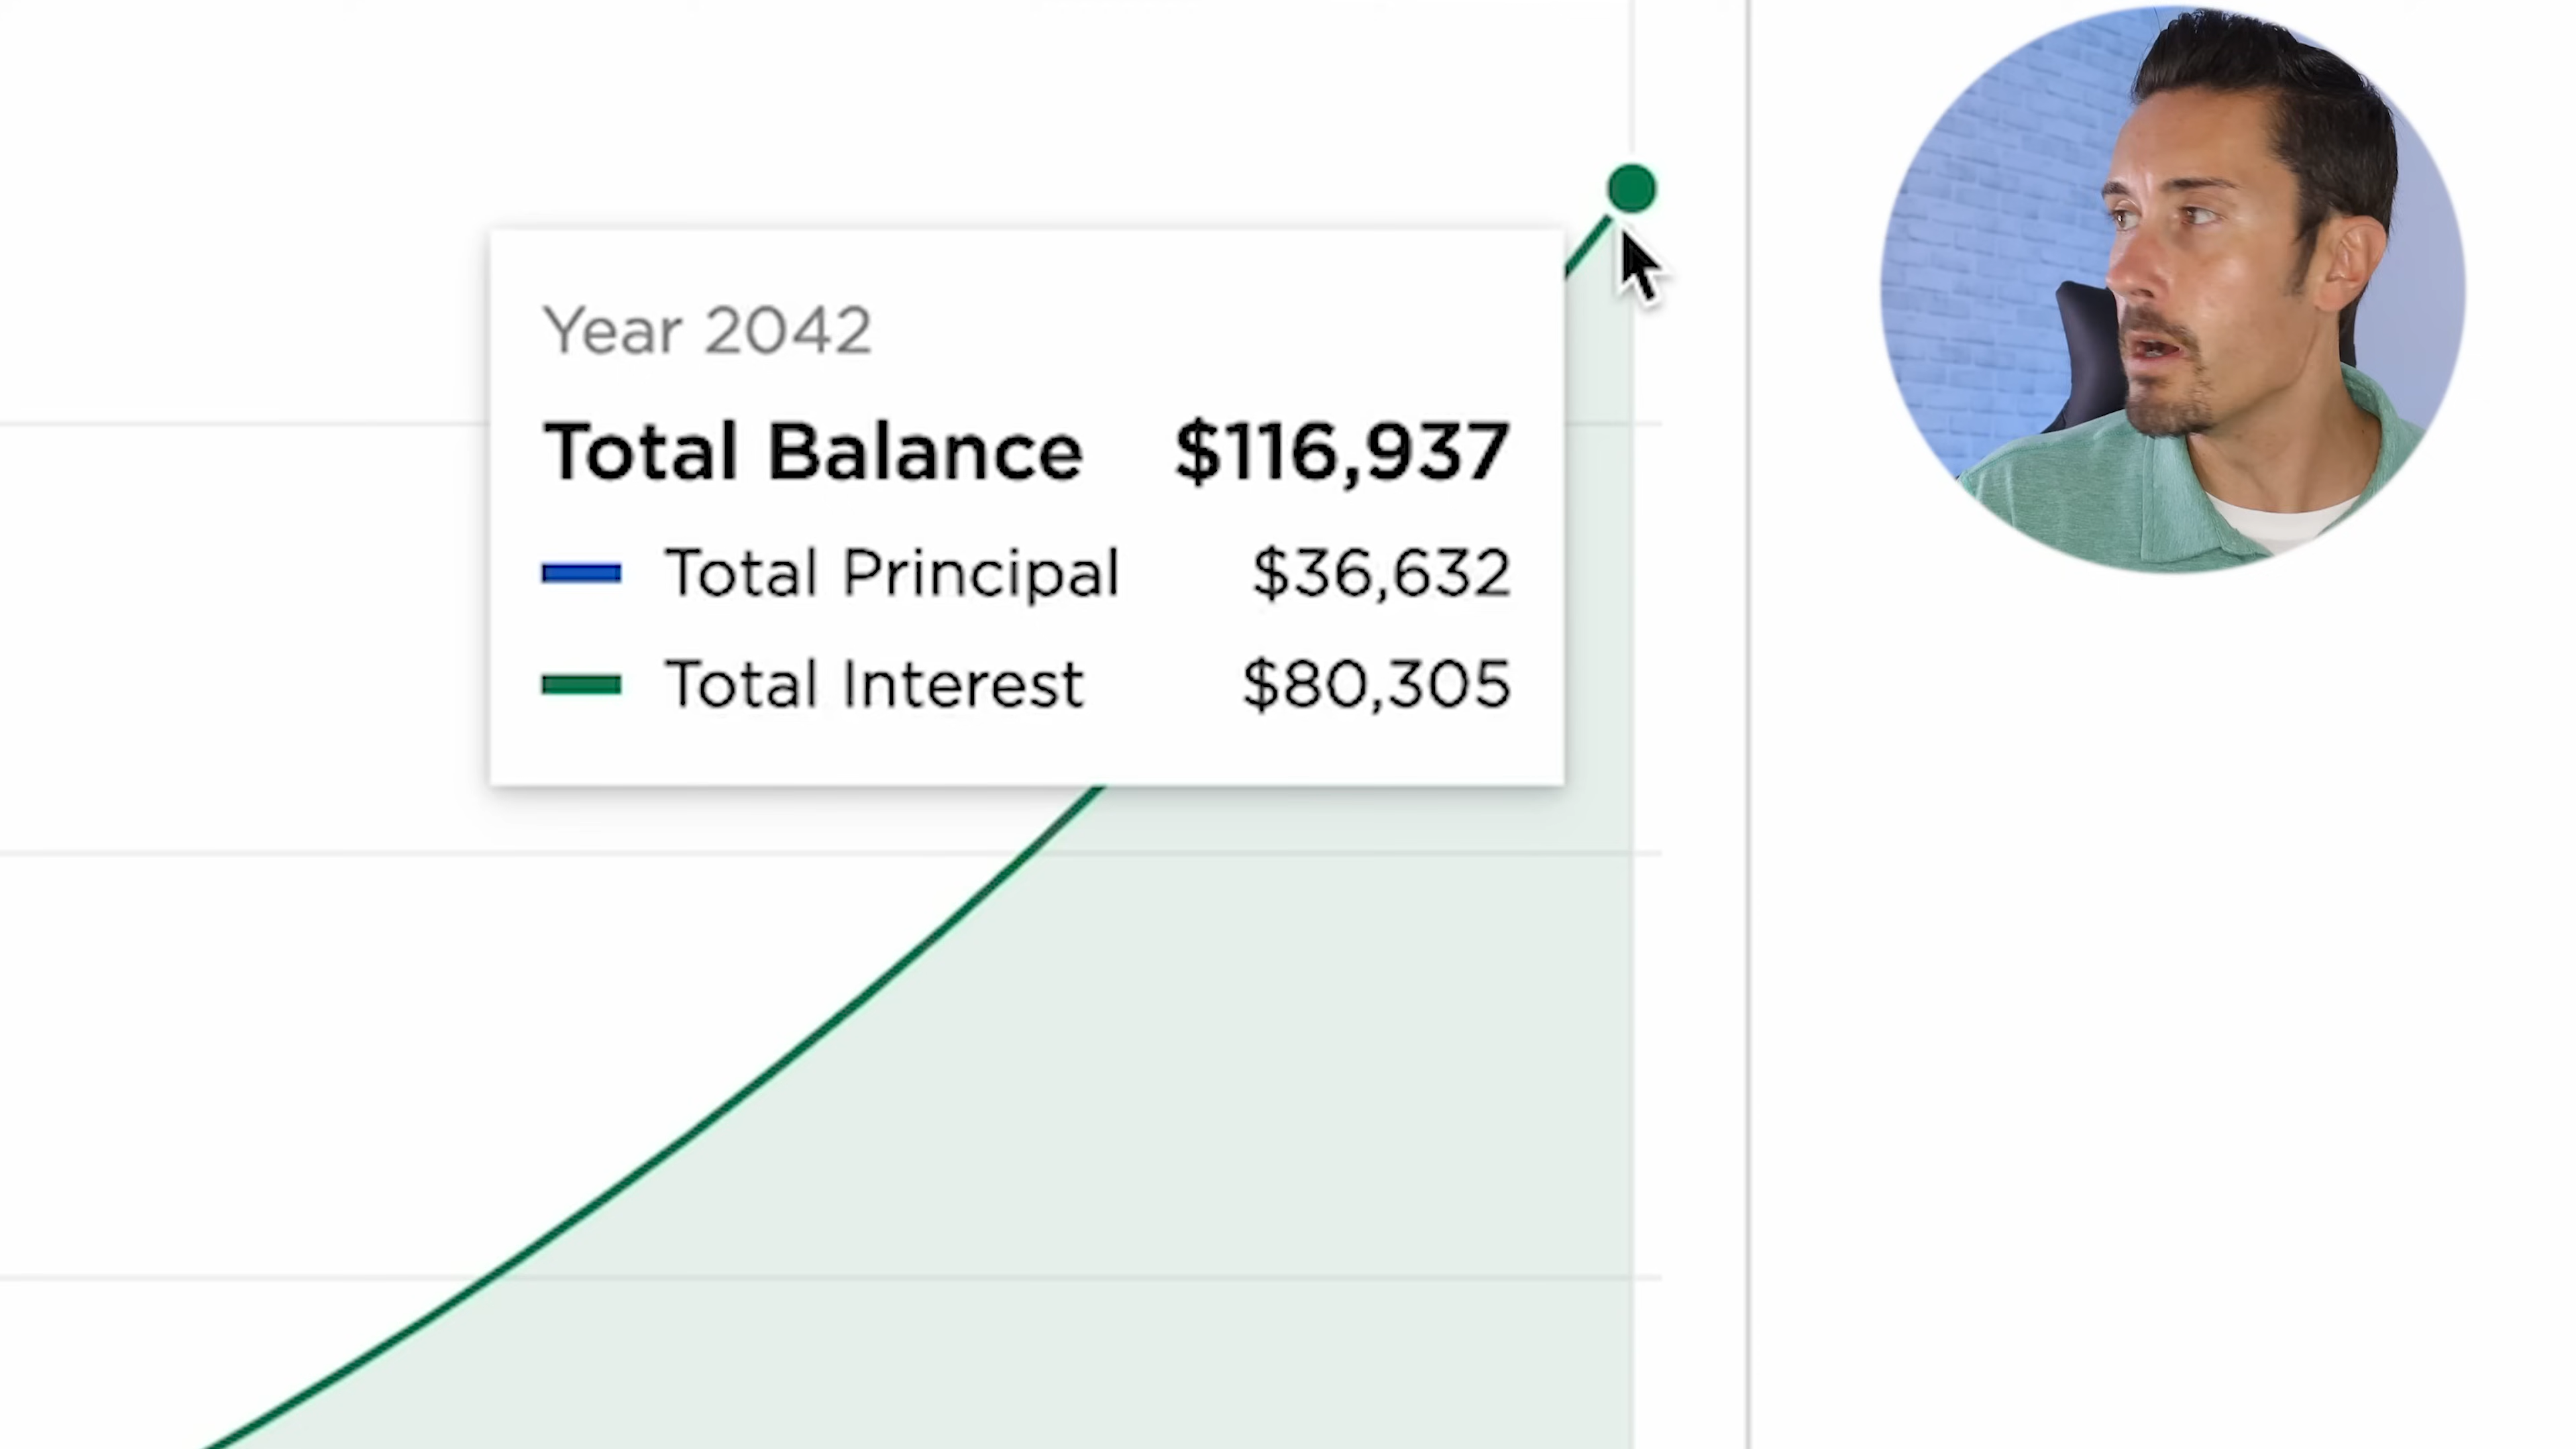 Year 2042
Total Balance $116,937
Total Principal $36,632
Total Interest $80,305